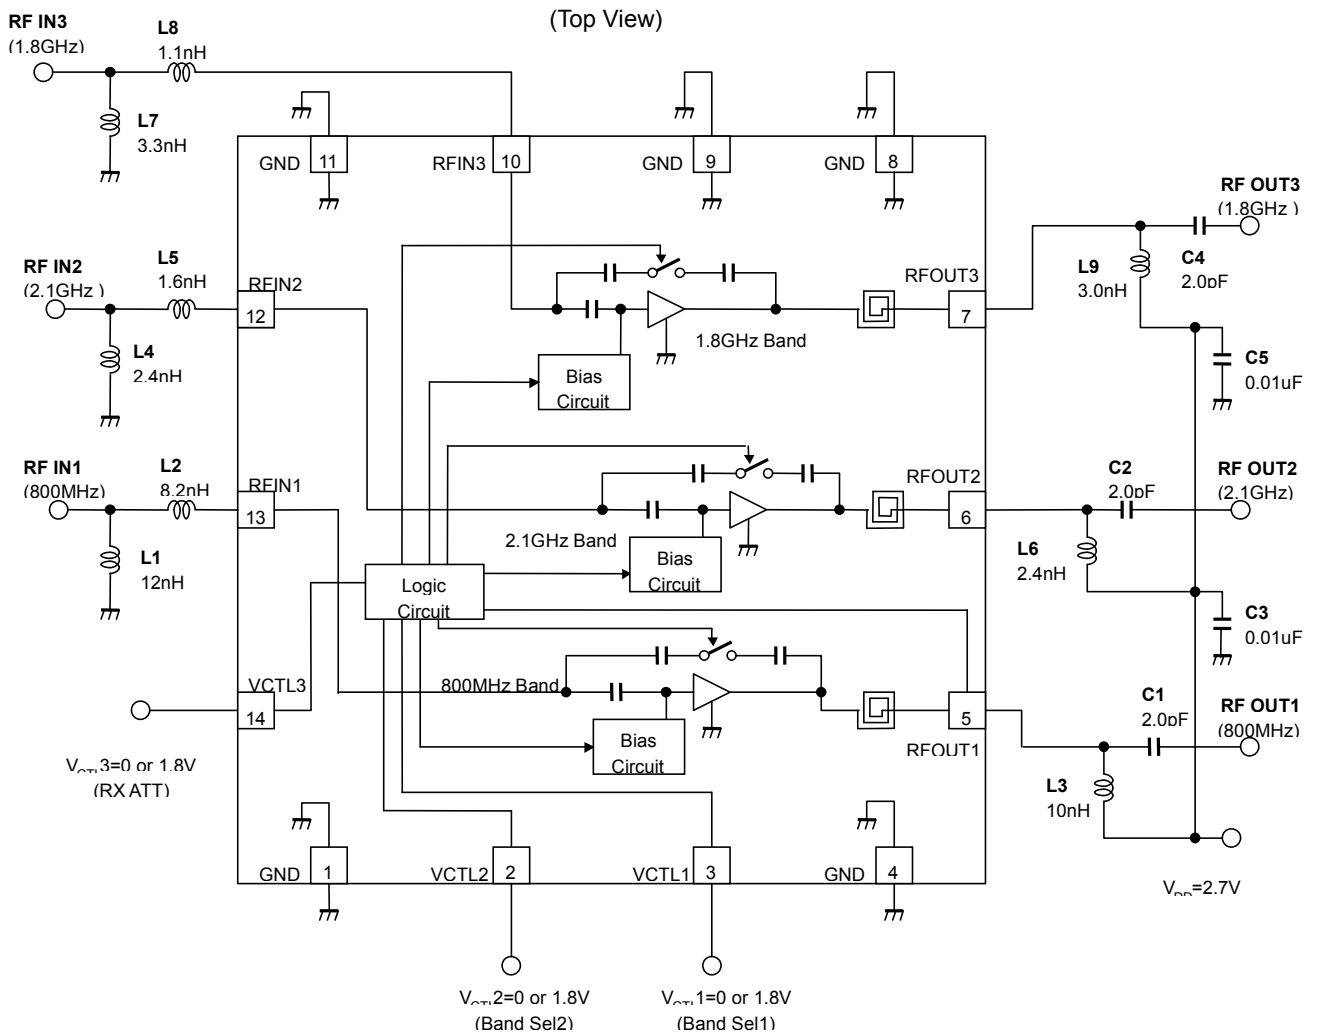 (Top View)
RF IN3
(1.8GHz)
L8
1.1nH
L7
3.3nH
GND
11
RFIN3
10
GND
9
GND
8
RF OUT3
(1.8GHz )
RF IN2
(2.1GHz )
L5
1.6nH
RFIN2
12
L4
2.4nH
RFOUT3
7
L9
3.0nH
C4
2.0pF
1.8GHz Band
Bias
Circuit
C5
0.01uF
RF IN1
(800MHz)
L2
8.2nH
RFIN1
13
L1
12nH
RFOUT2
6
C2
2.0pF
RF OUT2
(2.1GHz)
2.1GHz Band
Bias
Circuit
L6
2.4nH
Logic
Circuit
C3
0.01uF
VCTL3
14
800MHz Band
Bias
Circuit
5
RFOUT1
C1
2.0pF
RF OUT1
(800MHz)
VCTL3=0 or 1.8V
(RX ATT)
L3
10nH
GND
1
VCTL2
2
VCTL1
3
GND
4
VDD=2.7V
VCTL2=0 or 1.8V
(Band Sel2)
VCTL1=0 or 1.8V
(Band Sel1)